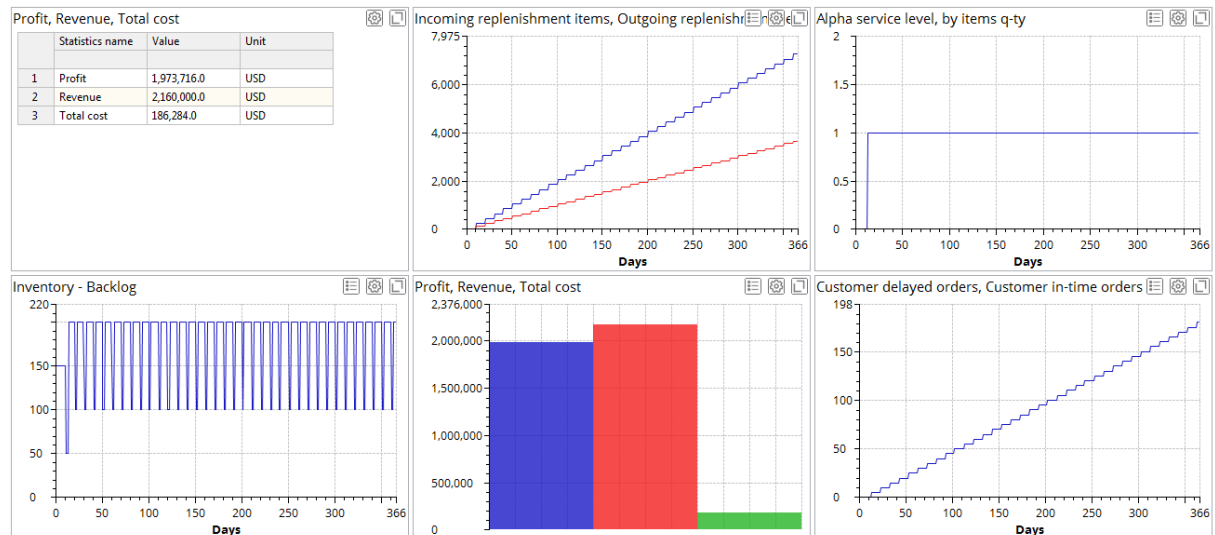 Profit, Revenue, Total cost
Statistics name Value Unit
1 Profit 1,973,716.0 USD
2 Revenue 2,160,000.0 USD
3 Total cost 186,284.0 USD
Incoming replenishment items, Outgoing
7,975
6,000
4,000
2,000
0
0 50 100 150 200 250 300 366
Days
Alpha service level, by items q-ty
2
1.5
1
0.5
0
0 50 100 150 200 250 300 366
Days
Inventory - Backlog
220
150
100
50
0
0 50 100 150 200 250 300 366
Days
Profit, Revenue, Total cost
2,376,000
2,000,000
1,500,000
1,000,000
500,000
0
Customer delayed orders, Customer in-time orders
198
150
100
50
0
0 50 100 150 200 250 300 366
Days